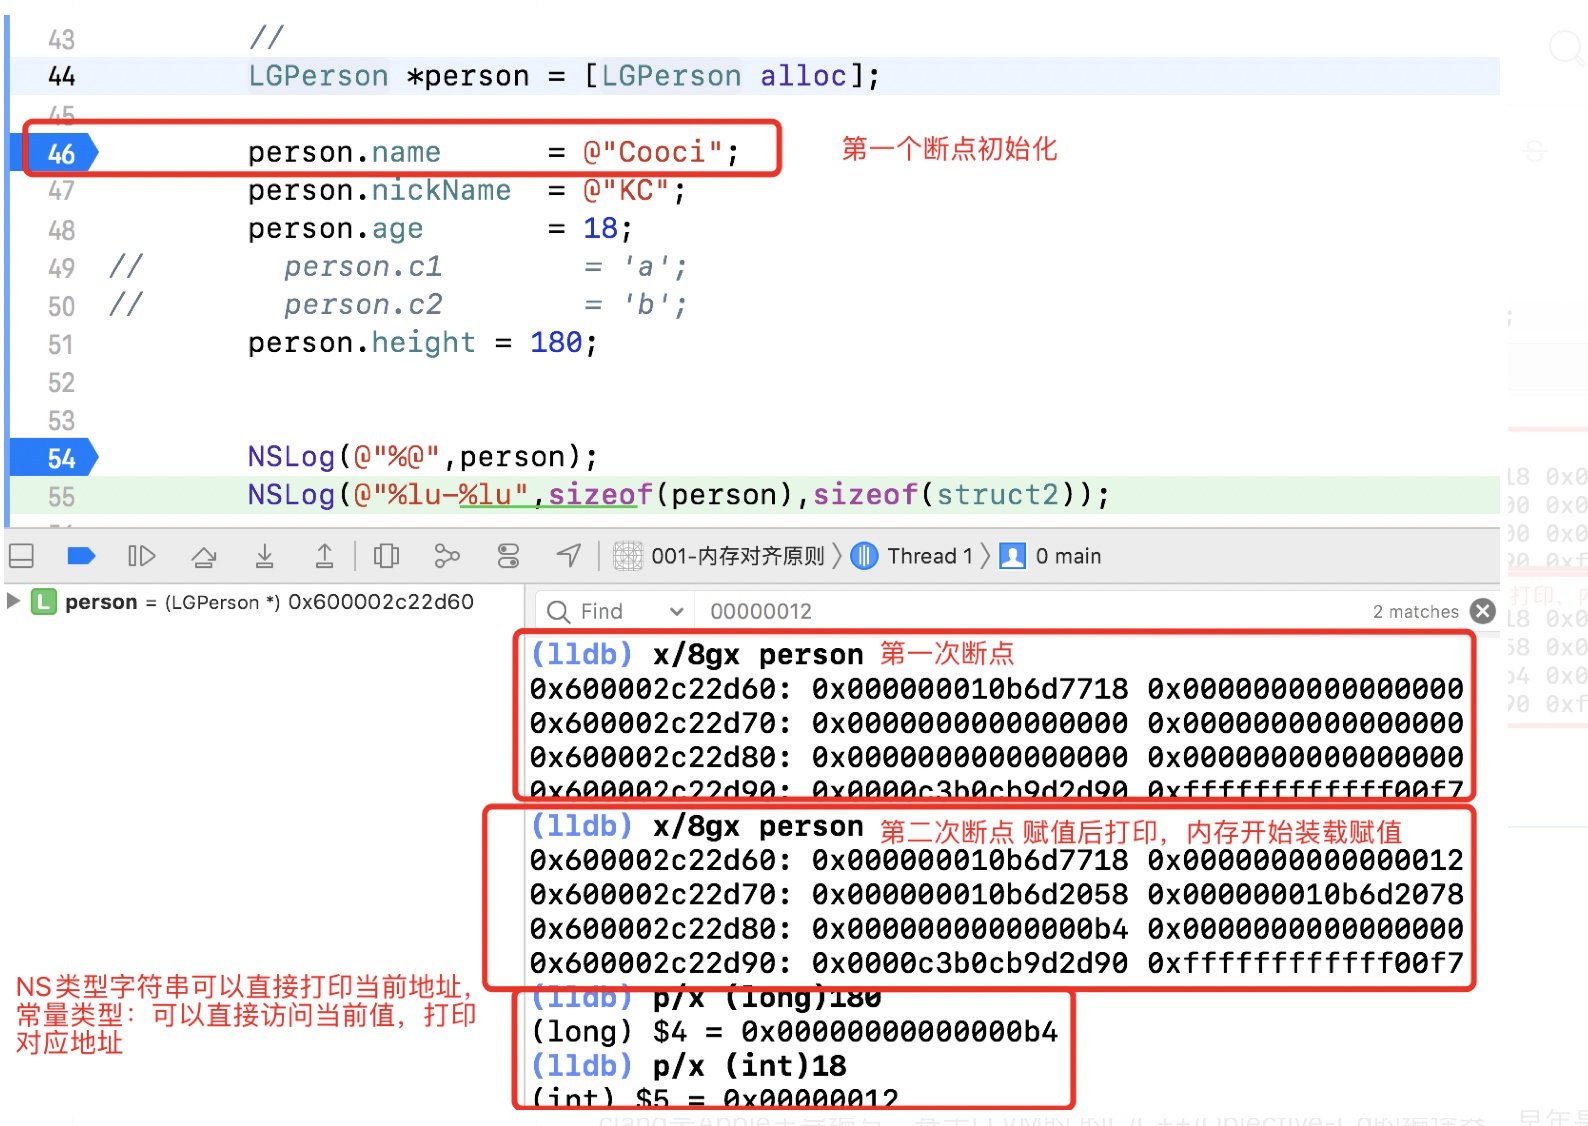 43 //
44 LGPerson *person = [LGPerson alloc];
45
46 person.name = @"Cooci"; 第一个断点初始化
47 person.nickName = @"KC";
48 person.age = 18;
49 // person.c1 = 'a';
50 // person.c2 = 'b';
51 person.height = 180;
52
53
54 NSLog(@"%@",person);
55 NSLog(@"%lu-%lu",sizeof(person),sizeof(struct2));
001-内存对齐原则 Thread 1 0 main
L person = (LGPerson *) 0x600002c22d60
Find 00000012 2 matches
(lldb) x/8gx person 第一次断点
0x600002c22d60: 0x000000010b6d7718 0x0000000000000000
0x600002c22d70: 0x0000000000000000 0x0000000000000000
0x600002c22d80: 0x0000000000000000 0x0000000000000000
0x600002c22d90: 0x0000c3b0cb9d2d90 0xffffffffffff00f7
(lldb) x/8gx person 第二次断点 赋值后打印，内存开始装载赋值
0x600002c22d60: 0x000000010b6d7718 0x0000000000000012
0x600002c22d70: 0x000000010b6d2058 0x000000010b6d2078
0x600002c22d80: 0x00000000000000b4 0x0000000000000000
0x600002c22d90: 0x0000c3b0cb9d2d90 0xffffffffffff00f7
NS类型字符串可以直接打印当前地址，
常量类型：可以直接访问当前值，打印
对应地址
(lldb) p/x (long)180
(long) $4 = 0x00000000000000b4
(lldb) p/x (int)18
(int) $5 = 0x00000012